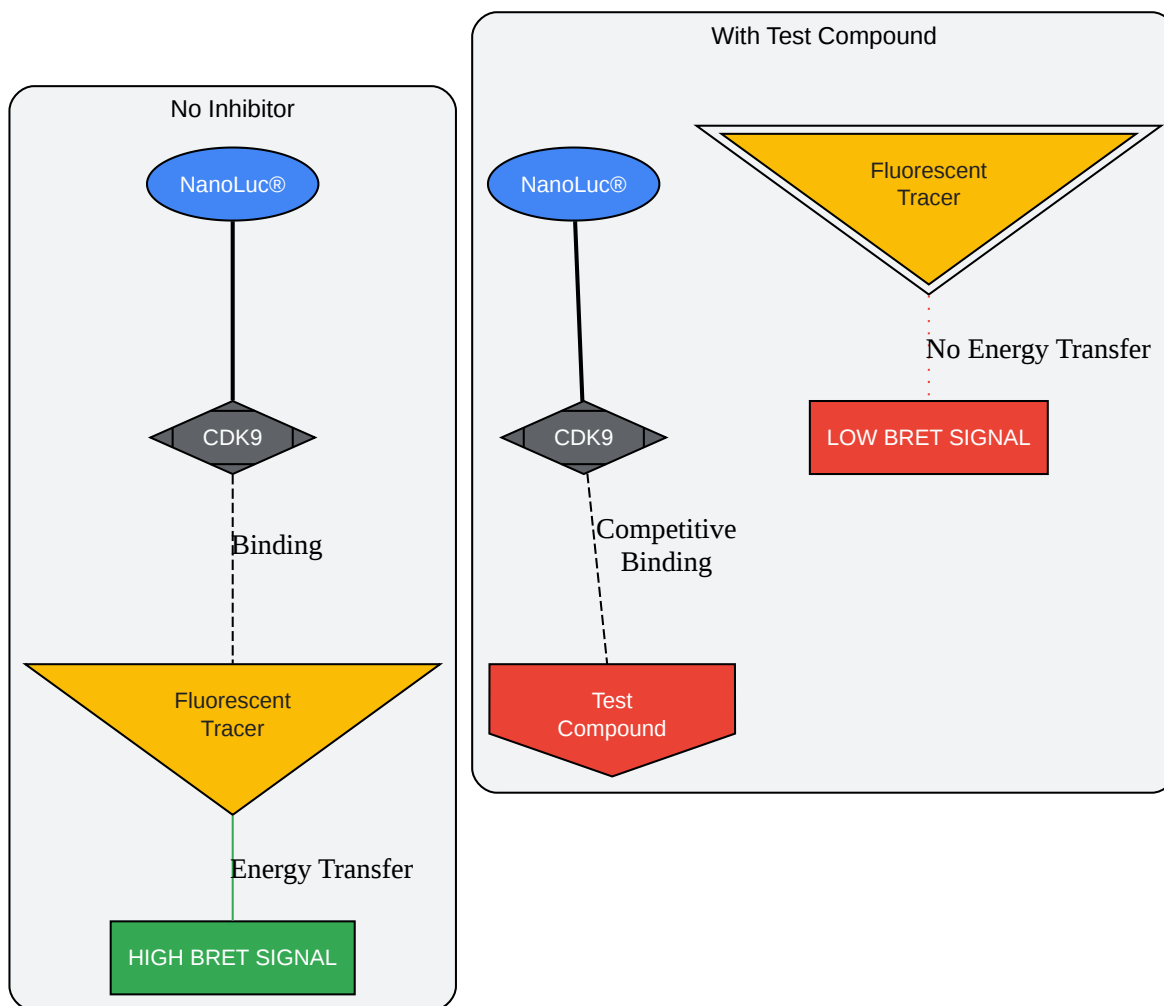 No Inhibitor
NanoLuc®
CDK9
Binding
Fluorescent
Tracer
Energy Transfer
HIGH BRET SIGNAL
With Test Compound
NanoLuc®
Fluorescent
Tracer
No Energy Transfer
CDK9
LOW BRET SIGNAL
Competitive
Binding
Test
Compound